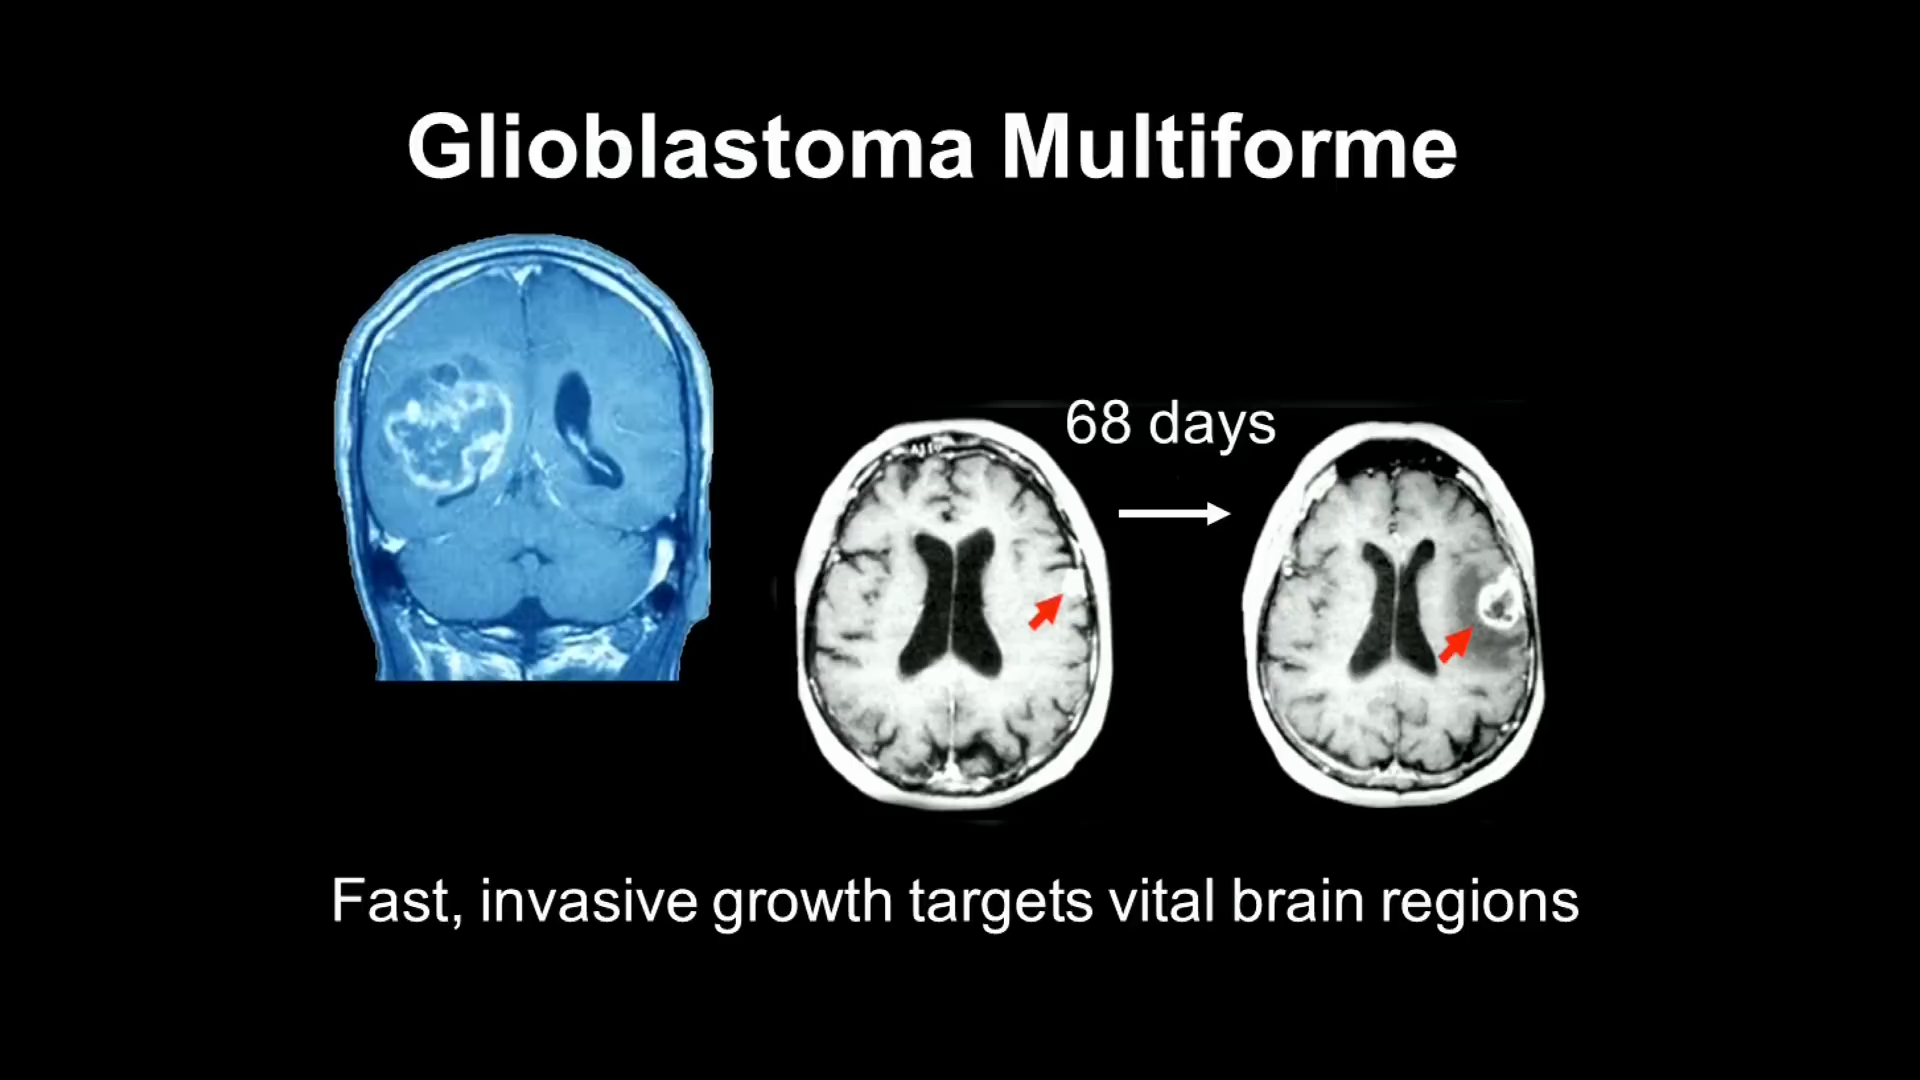 Glioblastoma Multiforme
68 days
Fast, invasive growth targets vital brain regions